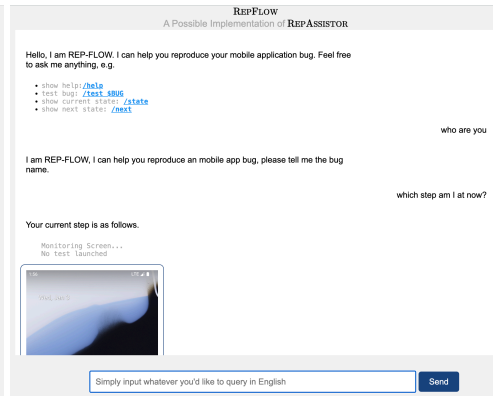 REPFLOW
A Possible Implementation of REPASSISTOR
Hello, I am REP-FLOW. I can help you reproduce your mobile application bug. Feel free
to ask me anything, e.g.
• show help:/help
• test bug: /test $BUG
• show current state: /state
• show next state: /next
who are you
I am REP-FLOW, I can help you reproduce an mobile app bug, please tell me the bug
name.
which step am I at now?
Your current step is as follows.
Monitoring Screen...
No test launched
LTE
Simply input whatever you'd like to query in English
Send